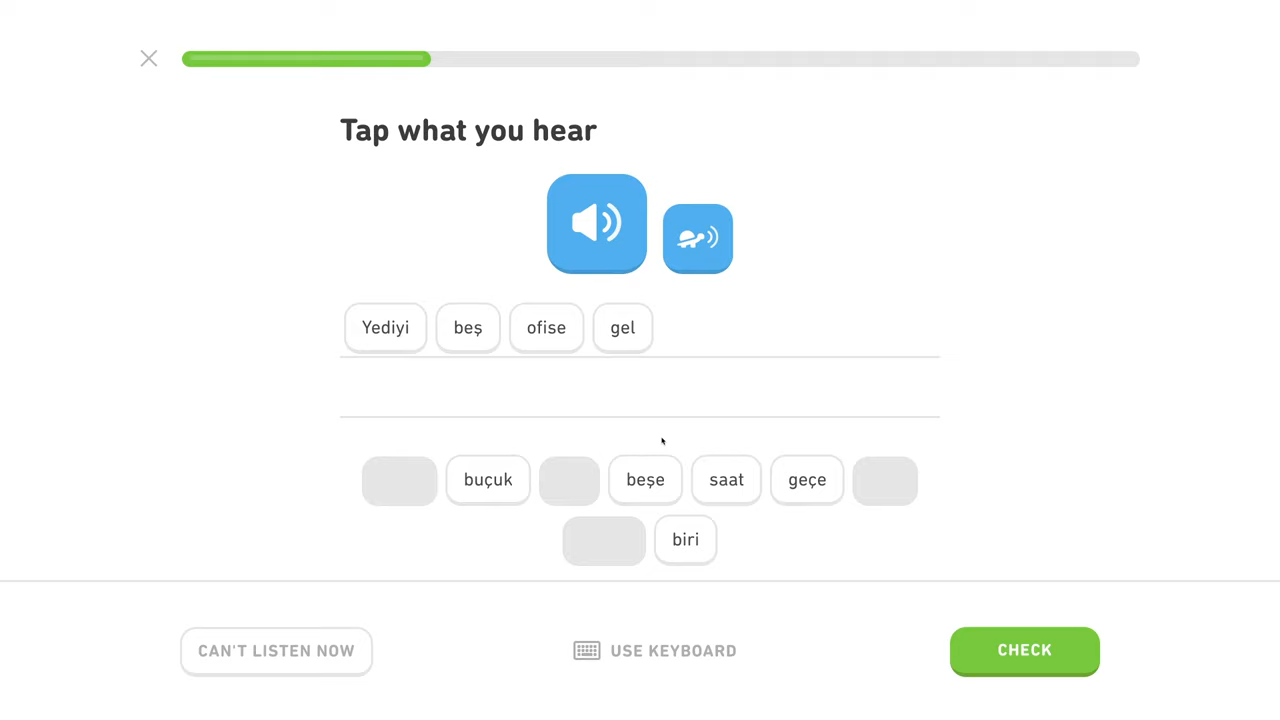 Tap what you hear
Yediyi beş ofise gel
buçuk beşe saat geçe
biri
CAN'T LISTEN NOW USE KEYBOARD CHECK